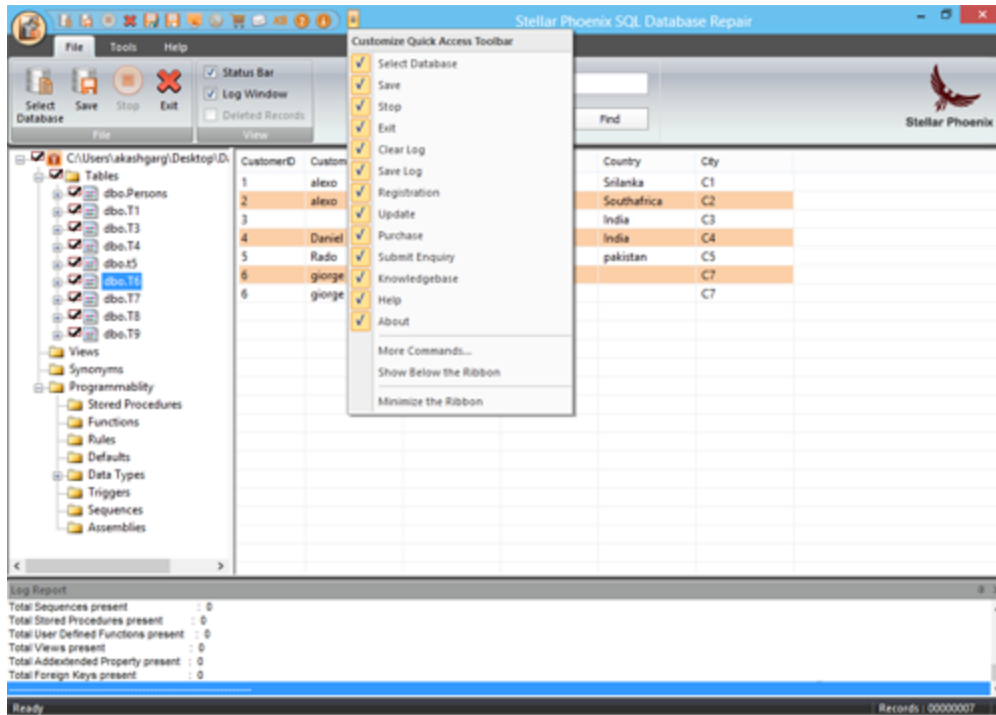 Stellar Phoenix SQL Database Repair
File Tools Help
Select Database
Save
Stop
Exit
File
Status Bar
Log Window
Deleted Records
View
Find
Stellar Phoenix
Customize Quick Access Toolbar
Select Database
Save
Stop
Exit
Clear Log
Save Log
Registration
Update
Purchase
Submit Enquiry
Knowledgebase
Help
About
More Commands...
Show Below the Ribbon
Minimize the Ribbon
C:\Users\akashgarg\Desktop\D
Tables
dbo.Persons
dbo.T1
dbo.T3
dbo.T4
dbo.t5
dbo.T6
dbo.T7
dbo.T8
dbo.T9
Views
Synonyms
Programmablity
Stored Procedures
Functions
Rules
Defaults
Data Types
Triggers
Sequences
Assemblies
CustomerID Custom Country City
1 alexo Srilanka C1
2 alexo Southafrica C2
3 India C3
4 Daniel India C4
5 Rado pakistan C5
6 giorge C7
6 giorge C7
Log Report
Total Sequences present : 0
Total Stored Procedures present : 0
Total User Defined Functions present : 0
Total Views present : 0
Total Addextended Property present : 0
Total Foreign Keys present : 0
Ready Records : 00000007